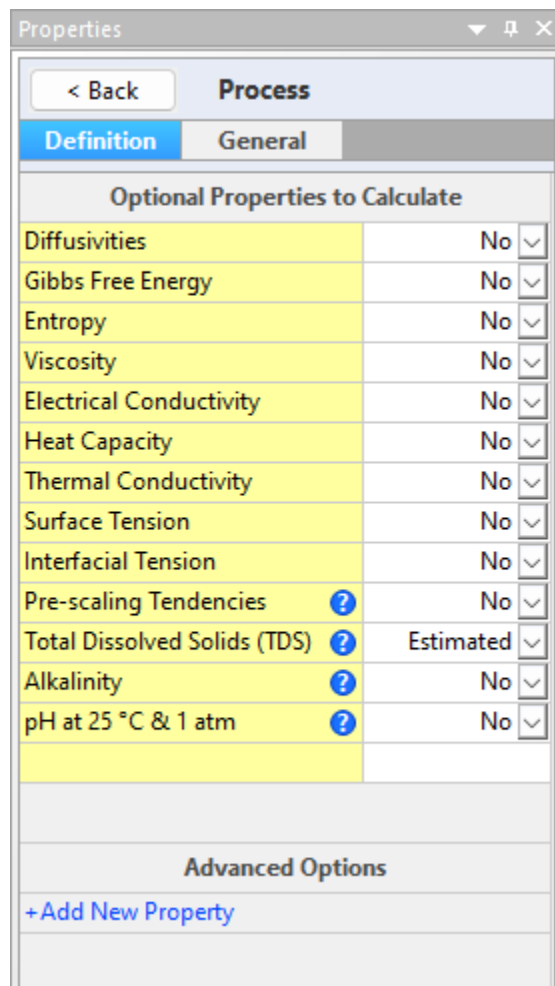 Properties
< Back Process
Definition General
Optional Properties to Calculate
Diffusivities No
Gibbs Free Energy No
Entropy No
Viscosity No
Electrical Conductivity No
Heat Capacity No
Thermal Conductivity No
Surface Tension No
Interfacial Tension No
Pre-scaling Tendencies ? No
Total Dissolved Solids (TDS) ? Estimated
Alkalinity ? No
pH at 25 °C & 1 atm ? No
Advanced Options
+Add New Property